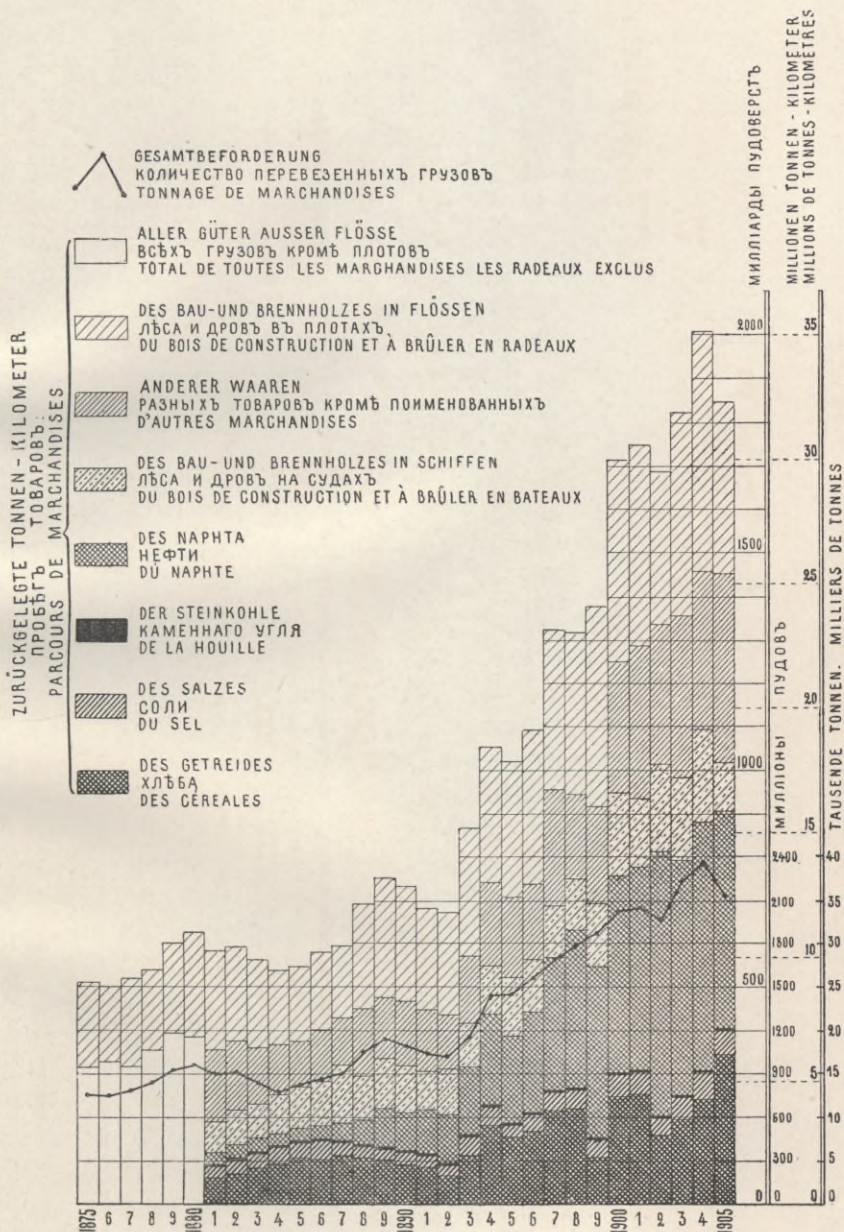 GESAMTBEFORDERUNG
КОЛИЧЕСТВО ПЕРЕВЕЗЕННЫХЪ ГРУЗОВЪ
TONNAGE DE MARCHANDISES
ZURÜCKGELEGTE TONNEN-KILOMETER
ПРОБѢГЪ ТОВАРОВЪ:
PARCOURS DE MARCHANDISES
ALLER GÜTER AUSSER FLÖSSE
ВСѢХЪ ГРУЗОВЪ КРОМѢ ПЛОТОВЪ
TOTAL DE TOUTES LES MARCHANDISES LES RADEAUX EXCLUS
DES BAU-UND BRENNHOLZES IN FLÖSSEN
ЛѢСА И ДРОВЪ ВЪ ПЛОТАХЪ
DU BOIS DE CONSTRUCTION ET À BRÛLER EN RADEAUX
ANDERER WAAREN
РАЗНЫХЪ ТОВАРОВЪ КРОМѢ ПОИМЕНОВАННЫХЪ
D'AUTRES MARCHANDISES
DES BAU-UND BRENNHOLZES IN SCHIFFEN
ЛѢСА И ДРОВЪ НА СУДАХЪ
DU BOIS DE CONSTRUCTION ET À BRÛLER EN BATEAUX
DES NAPHTA
НЕФТИ
DU NAPHTE
DER STEINKOHLE
КАМЕННАГО УГЛЯ
DE LA HOUILLE
DES SALZES
СОЛИ
DU SEL
DES GETREIDES
ХЛѢБА
DES CEREALES
МИЛЛІАРДЫ ПУДОВЕРСТЪ
MILLIONEN TONNEN-KILOMETER
MILLIONS DE TONNES-KILOMÈTRES
МИЛЛІОНЫ ПУДОВЪ
TAUSENDE TONNEN. MILLIERS DE TONNES
2000
1500
1000
500
0
2400
2100
1800
1500
1200
900
600
300
0
35
30
25
20
15
10
5
0
40
35
30
25
20
15
10
5
0
1875 6 7 8 9 1880 1 2 3 4 5 6 7 8 9 1890 1 2 3 4 5 6 7 8 9 1900 1 2 3 4 1905